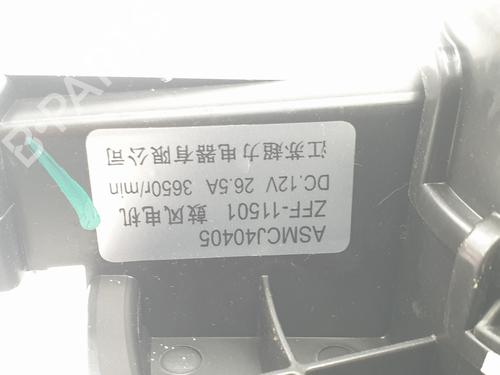 ASMCJ40405
ZFF-11501 鼓风电机
DC.12V 26.5A 3650r/min
江苏超力电器有限公司
B-PARTS